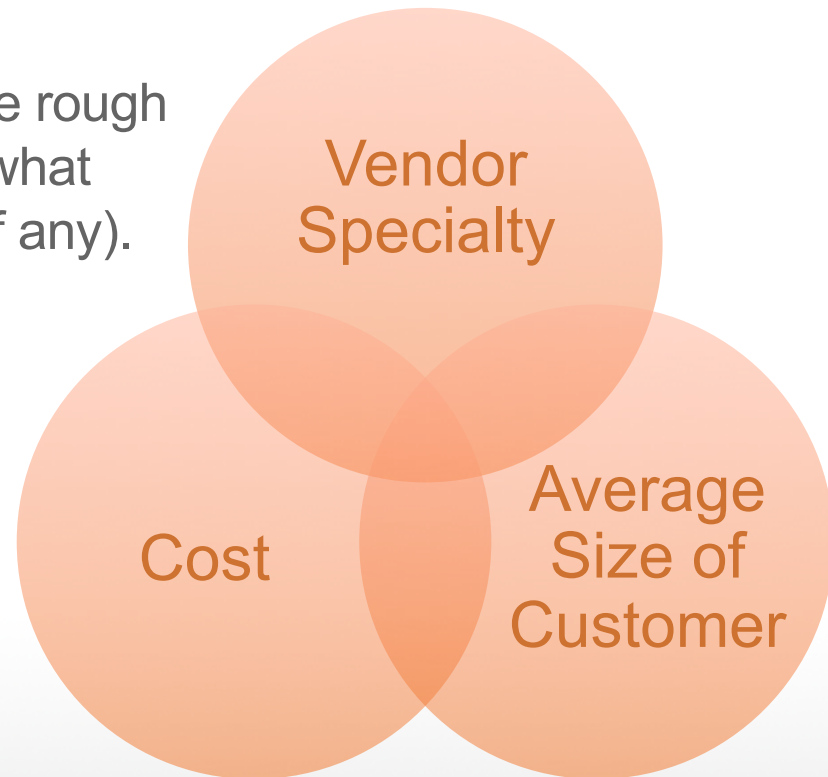 e rough
what
f any).
Vendor
Specialty
Cost
Average
Size of
Customer